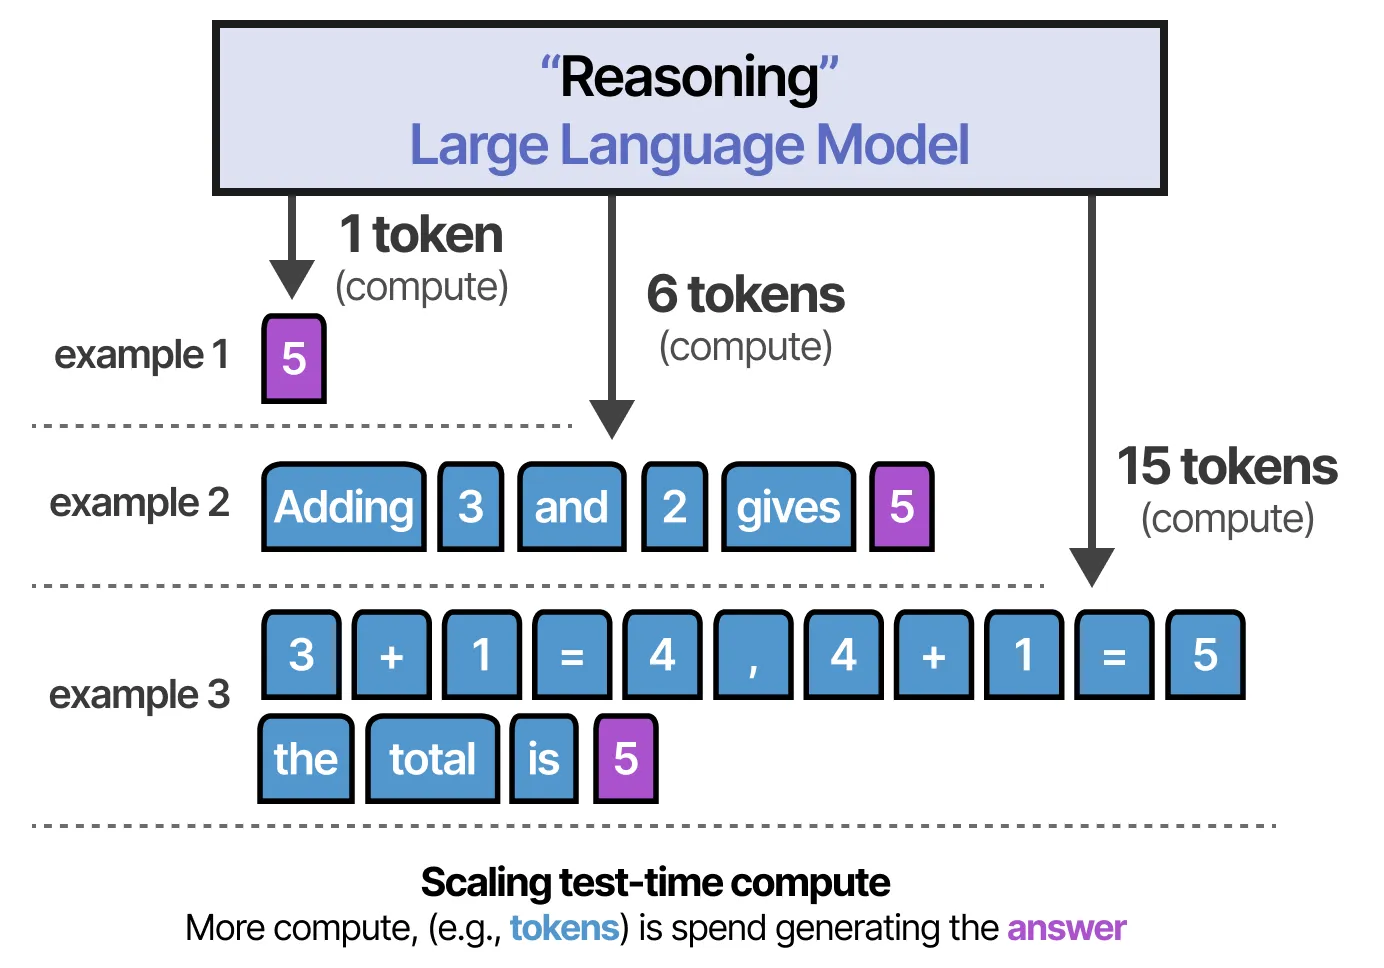 “Reasoning”
Large Language Model
1 token
(compute)
6 tokens
(compute)
15 tokens
(compute)
example 1
5
example 2
Adding 3 and 2 gives 5
example 3
3 + 1 = 4 , 4 + 1 = 5
the total is 5
Scaling test-time compute
More compute, (e.g., tokens) is spend generating the answer